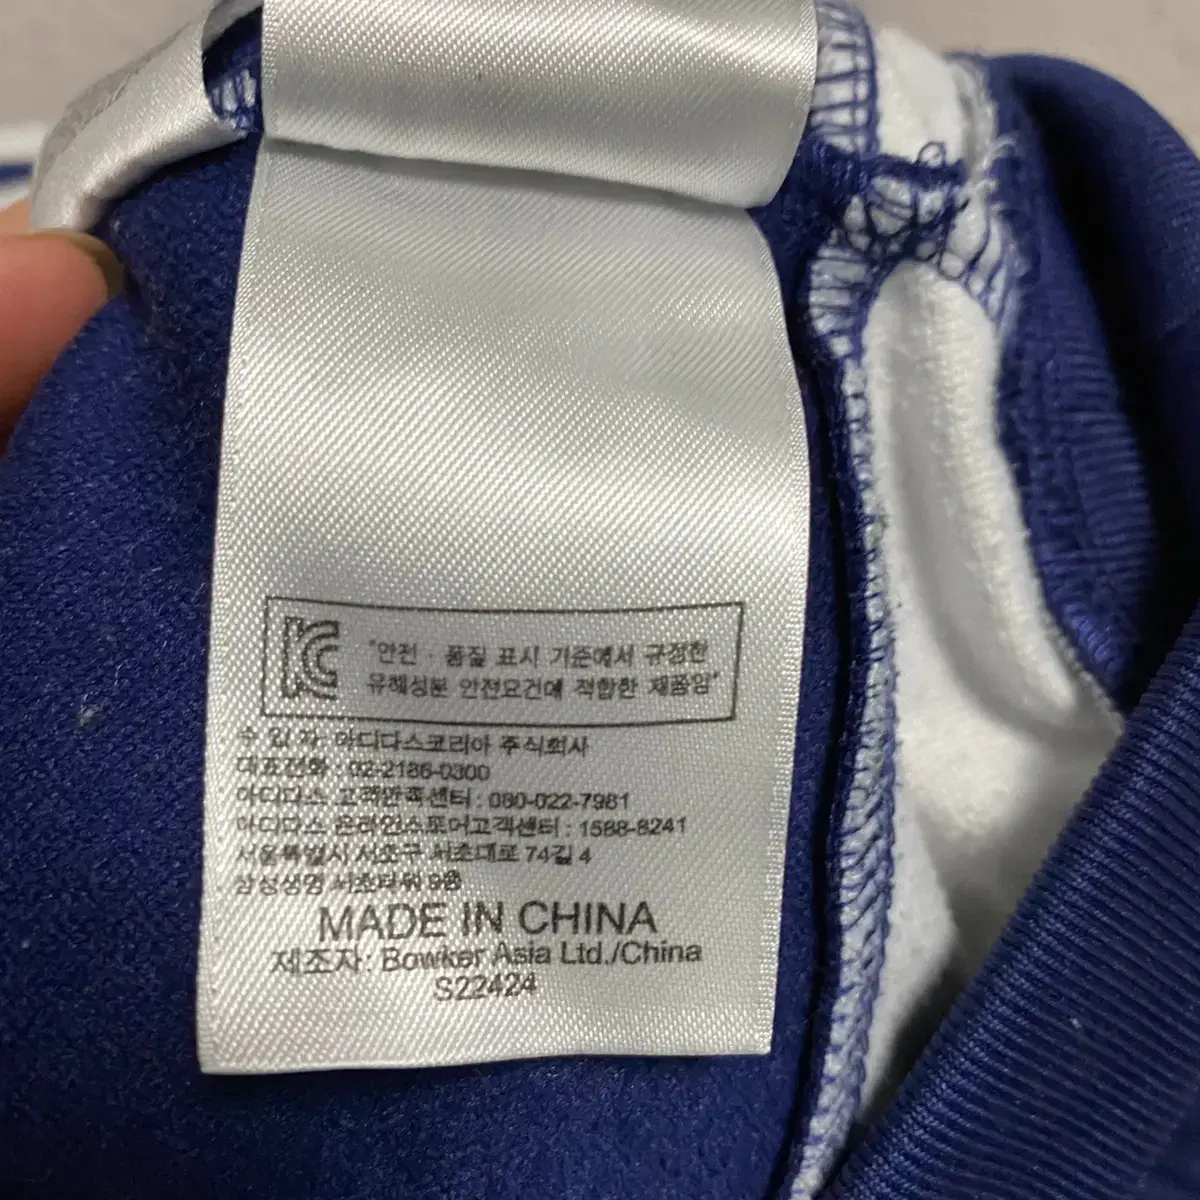 "안전 · 품질 표시 기준에서 규정한
유해성분 안전요건에 적합한 제품임"
수 입 자: 아디다스코리아 주식회사
대표전화 : 02-2186-0300
아디다스 고객만족센터 : 080-022-7981
아디다스 온라인스토어고객센터 : 1588-8241
서울특별시 서초구 서초대로 74길 4
삼성생명 서초타워 9층
MADE IN CHINA
제조자: Bowker Asia Ltd./China
S22424